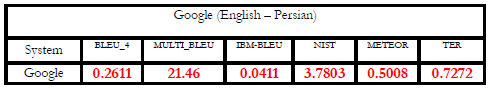 Google (English – Persian)
System BLEU_4 MULTI_BLEU IBM-BLEU NIST METEOR TER
Google 0.2611 21.46 0.0411 3.7803 0.5008 0.7272